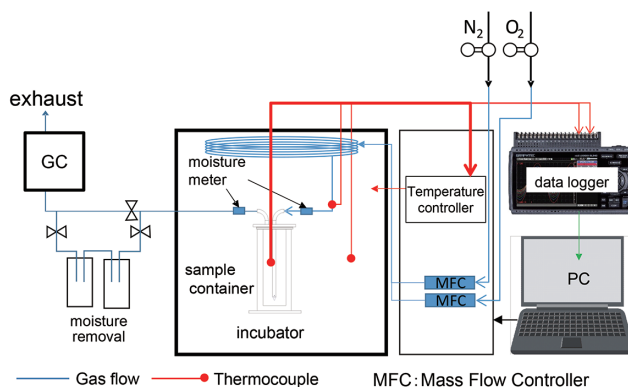 N₂ O₂
exhaust
GC
moisture
meter
Temperature
controller
data logger
sample
container
MFC
MFC
PC
moisture
removal
incubator
Gas flow
Thermocouple
MFC:Mass Flow Controller